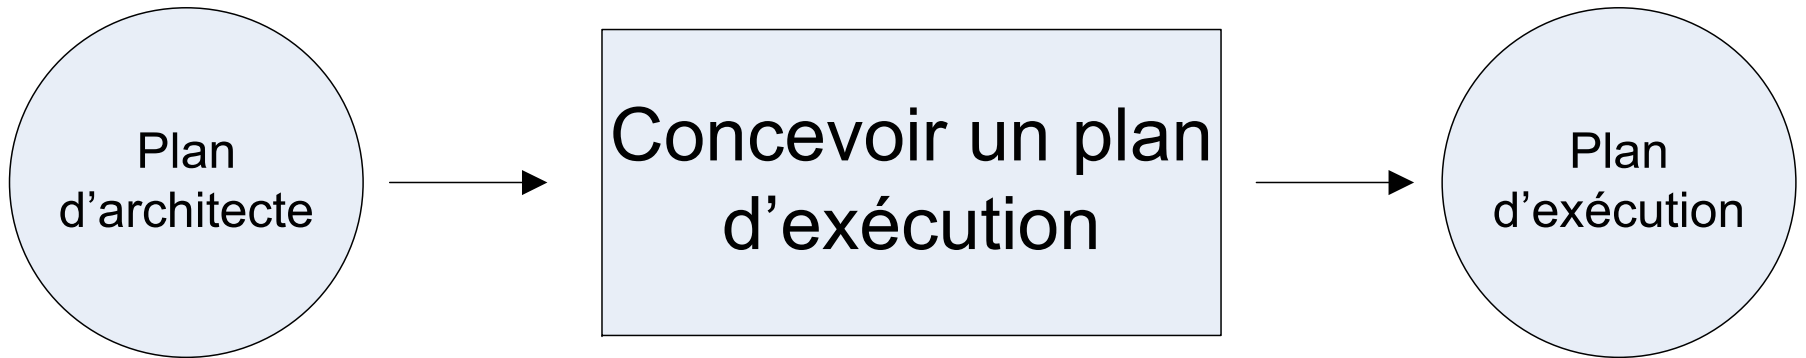 Plan
d’architecte
Concevoir un plan
d’exécution
Plan
d’exécution